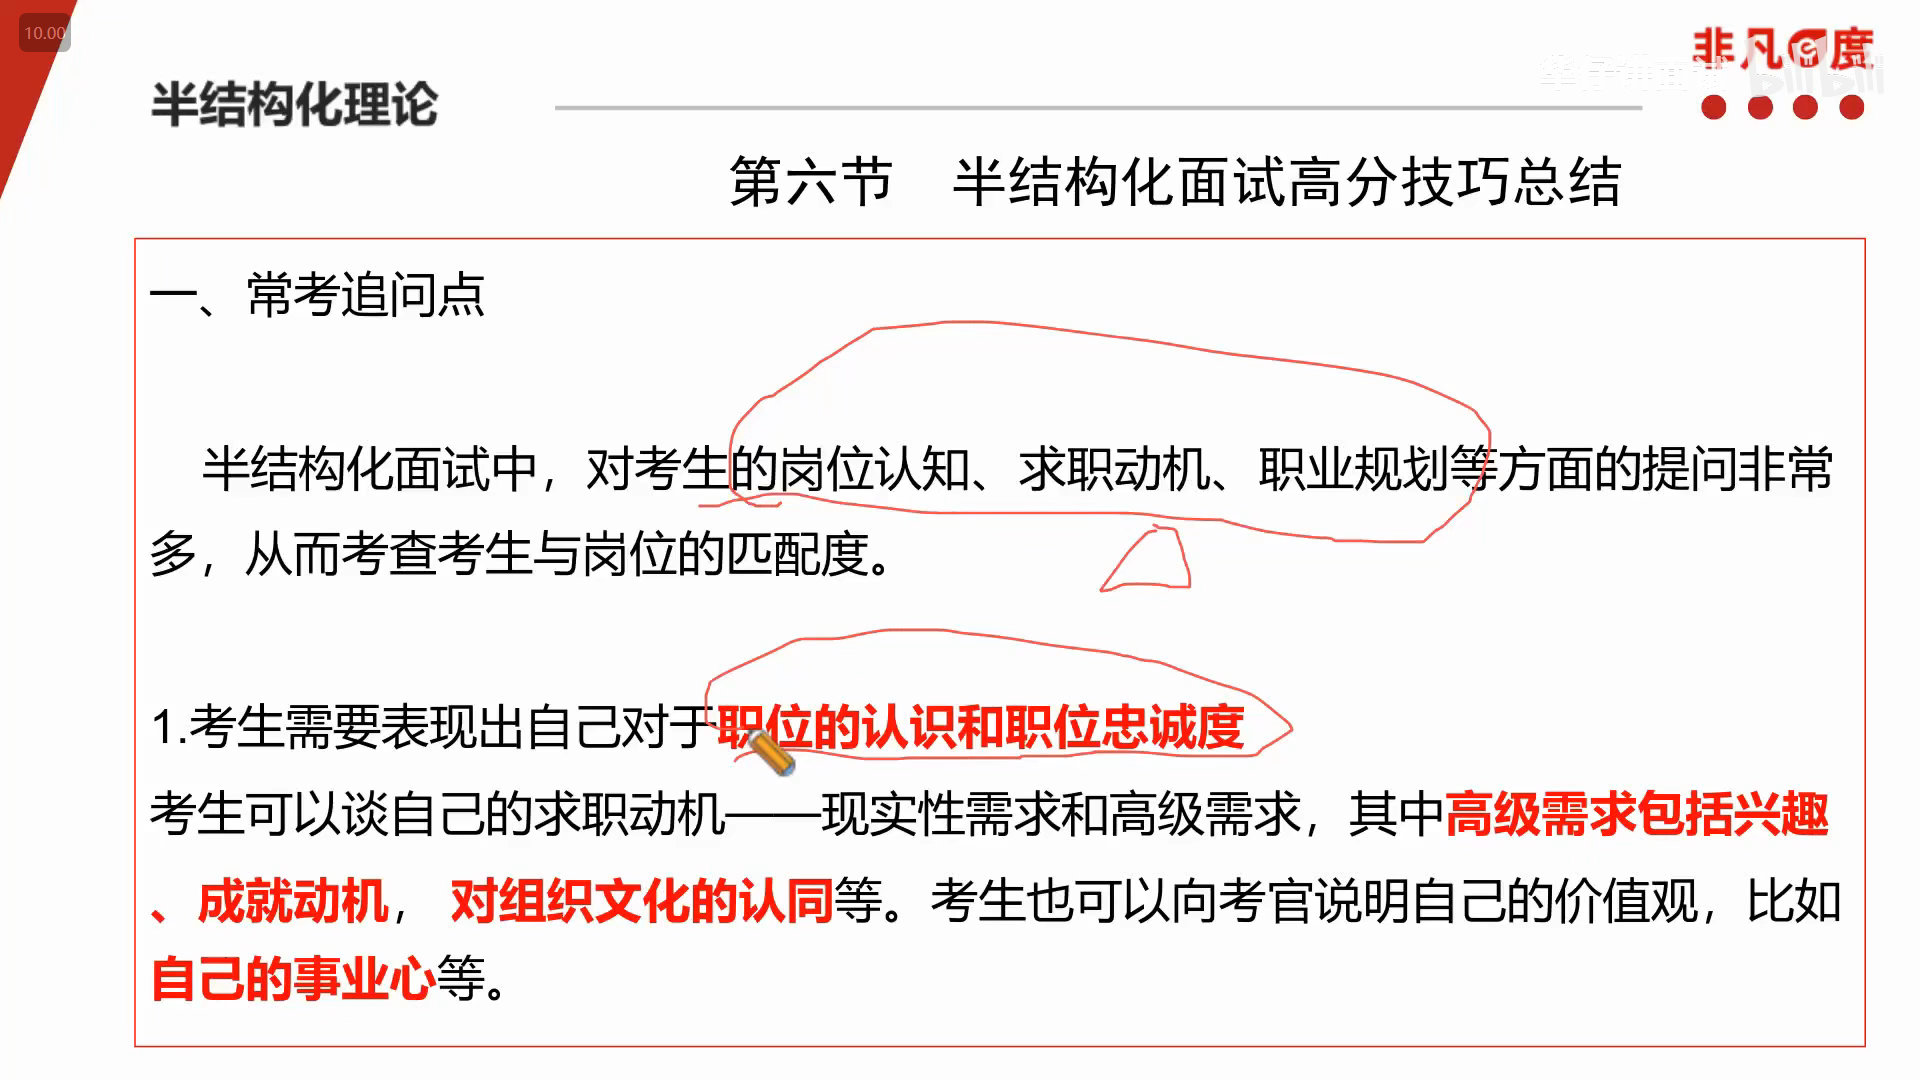 10.00
非凡e度
半结构化理论
bilibili
第六节 半结构化面试高分技巧总结
一、常考追问点
半结构化面试中，对考生的岗位认知、求职动机、职业规划等方面的提问非常
多，从而考查考生与岗位的匹配度。
1.考生需要表现出自己对于职位的认识和职位忠诚度
考生可以谈自己的求职动机——现实性需求和高级需求，其中高级需求包括兴趣
、成就动机， 对组织文化的认同等。考生也可以向考官说明自己的价值观，比如
自己的事业心等。